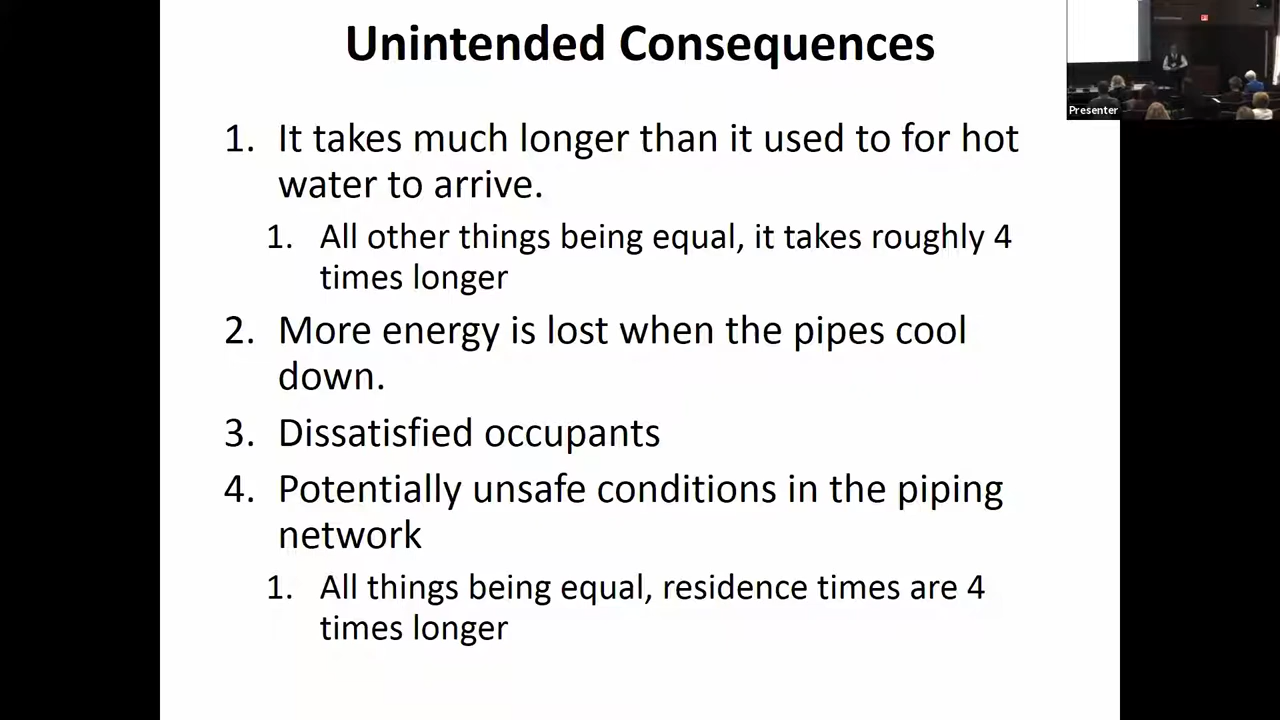 Unintended Consequences
Presenter
1. It takes much longer than it used to for hot
water to arrive.
1. All other things being equal, it takes roughly 4
times longer
2. More energy is lost when the pipes cool
down.
3. Dissatisfied occupants
4. Potentially unsafe conditions in the piping
network
1. All things being equal, residence times are 4
times longer